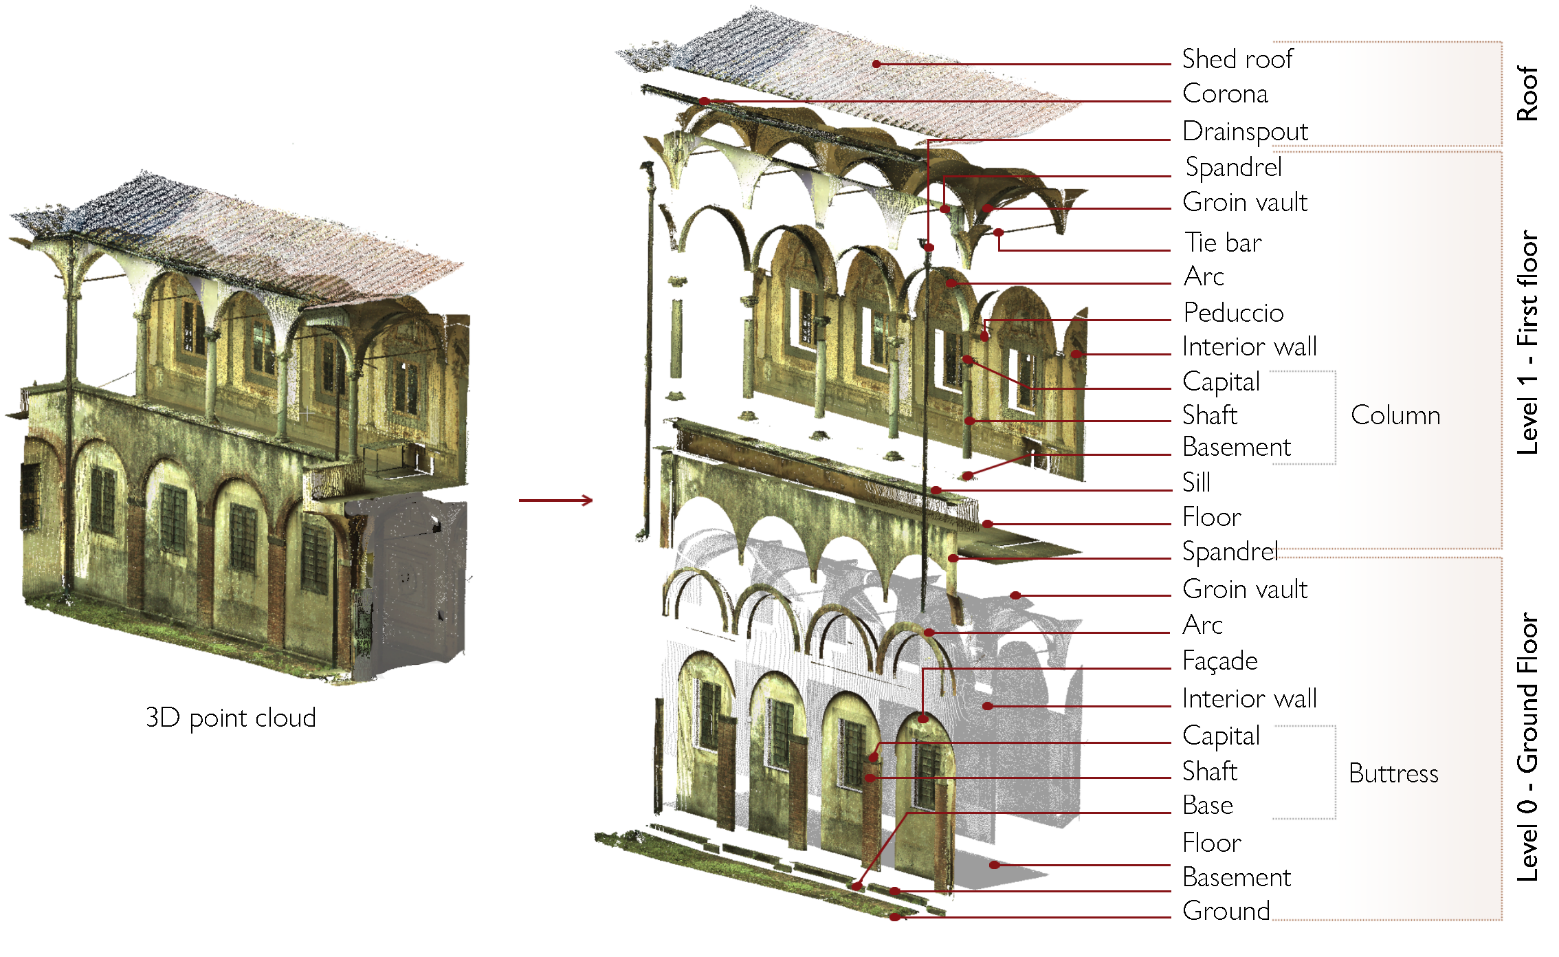 Shed roof
Corona
Drainspout
Roof
Spandrel
Groin vault
Tie bar
Arc
Peduccio
Interior wall
Capital
Shaft
Basement
Column
Sill
Floor
Spandrel
Level 1 - First floor
Groin vault
Arc
Façade
Interior wall
Capital
Shaft
Base
Buttress
Floor
Basement
Ground
Level 0 - Ground Floor
3D point cloud